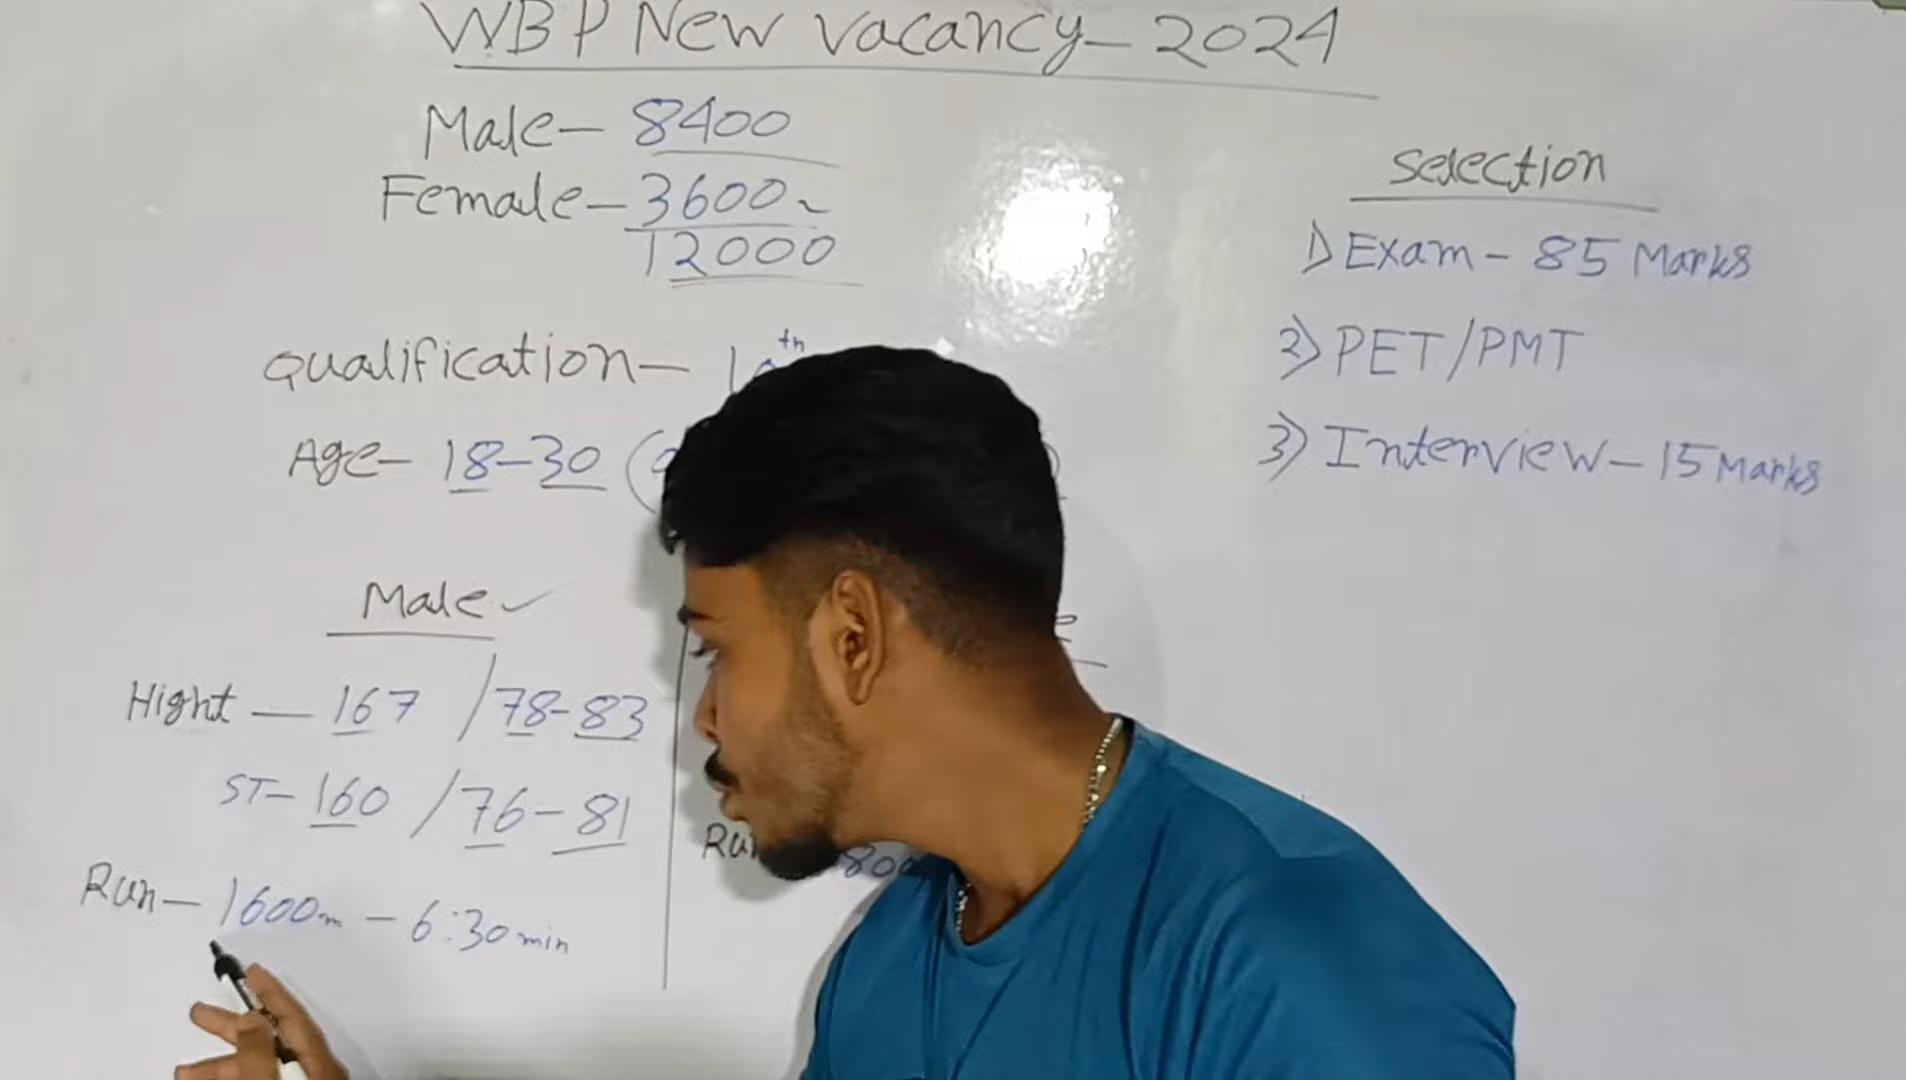 WBP New Vacancy - 2024
Male - 8400
Female - 3600
12000
Qualification - 10th
Age - 18-30 (
Male ✓
Hight - 167 / 78-83
ST- 160 / 76-81
Run - 1600m - 6:30 min
Run
800
Selection
1) Exam - 85 Marks
2) PET/PMT
3) Interview - 15 Marks